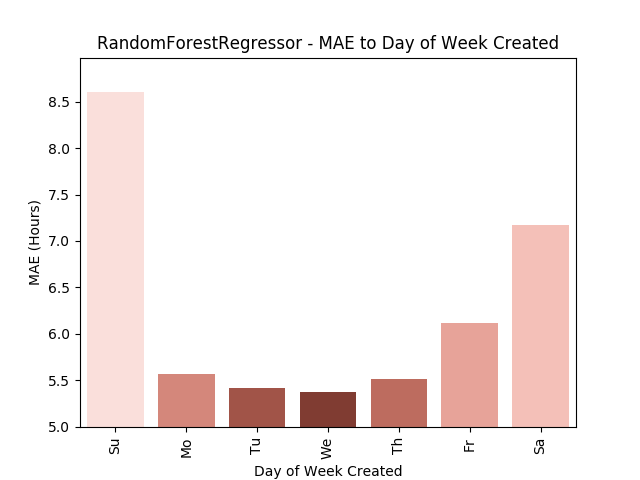 RandomForestRegressor - MAE to Day of Week Created
8.5
8.0
7.5
7.0
6.5
6.0
5.5
5.0
MAE (Hours)
Su
Mo
Tu
We
Th
Fr
Sa
Day of Week Created